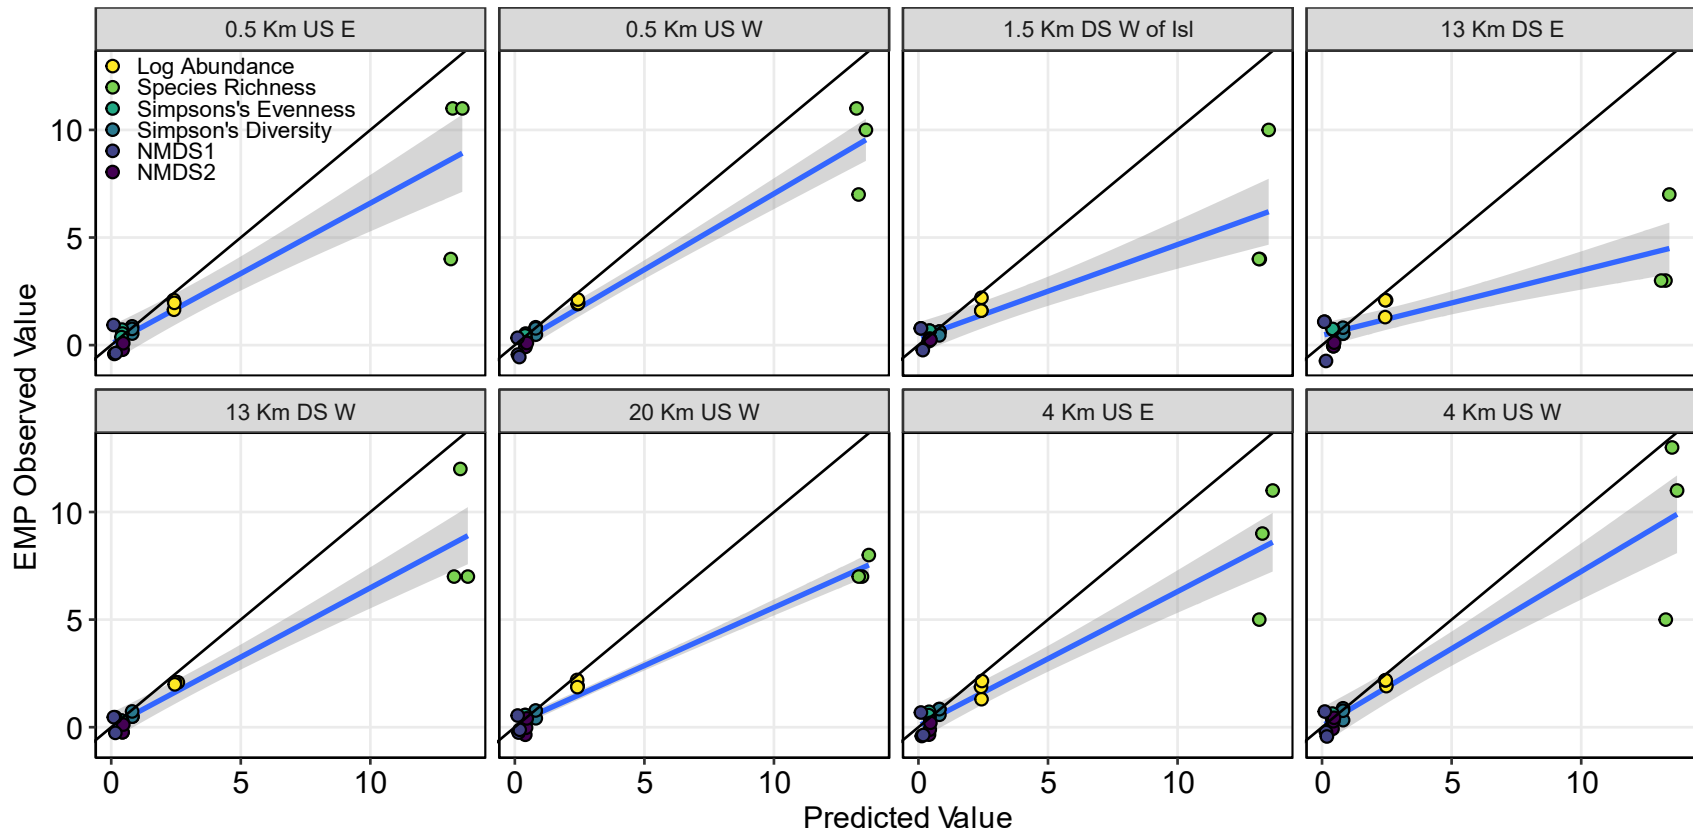 0.5 Km US E
0.5 Km US W
1.5 Km DS W of Isl
13 Km DS E
Log Abundance
Species Richness
Simpsons's Evenness
Simpson's Diversity
NMDS1
NMDS2
10
5
0
13 Km DS W
20 Km US W
4 Km US E
4 Km US W
10
5
0
0 5 10
0 5 10
0 5 10
0 5 10
EMP Observed Value
Predicted Value